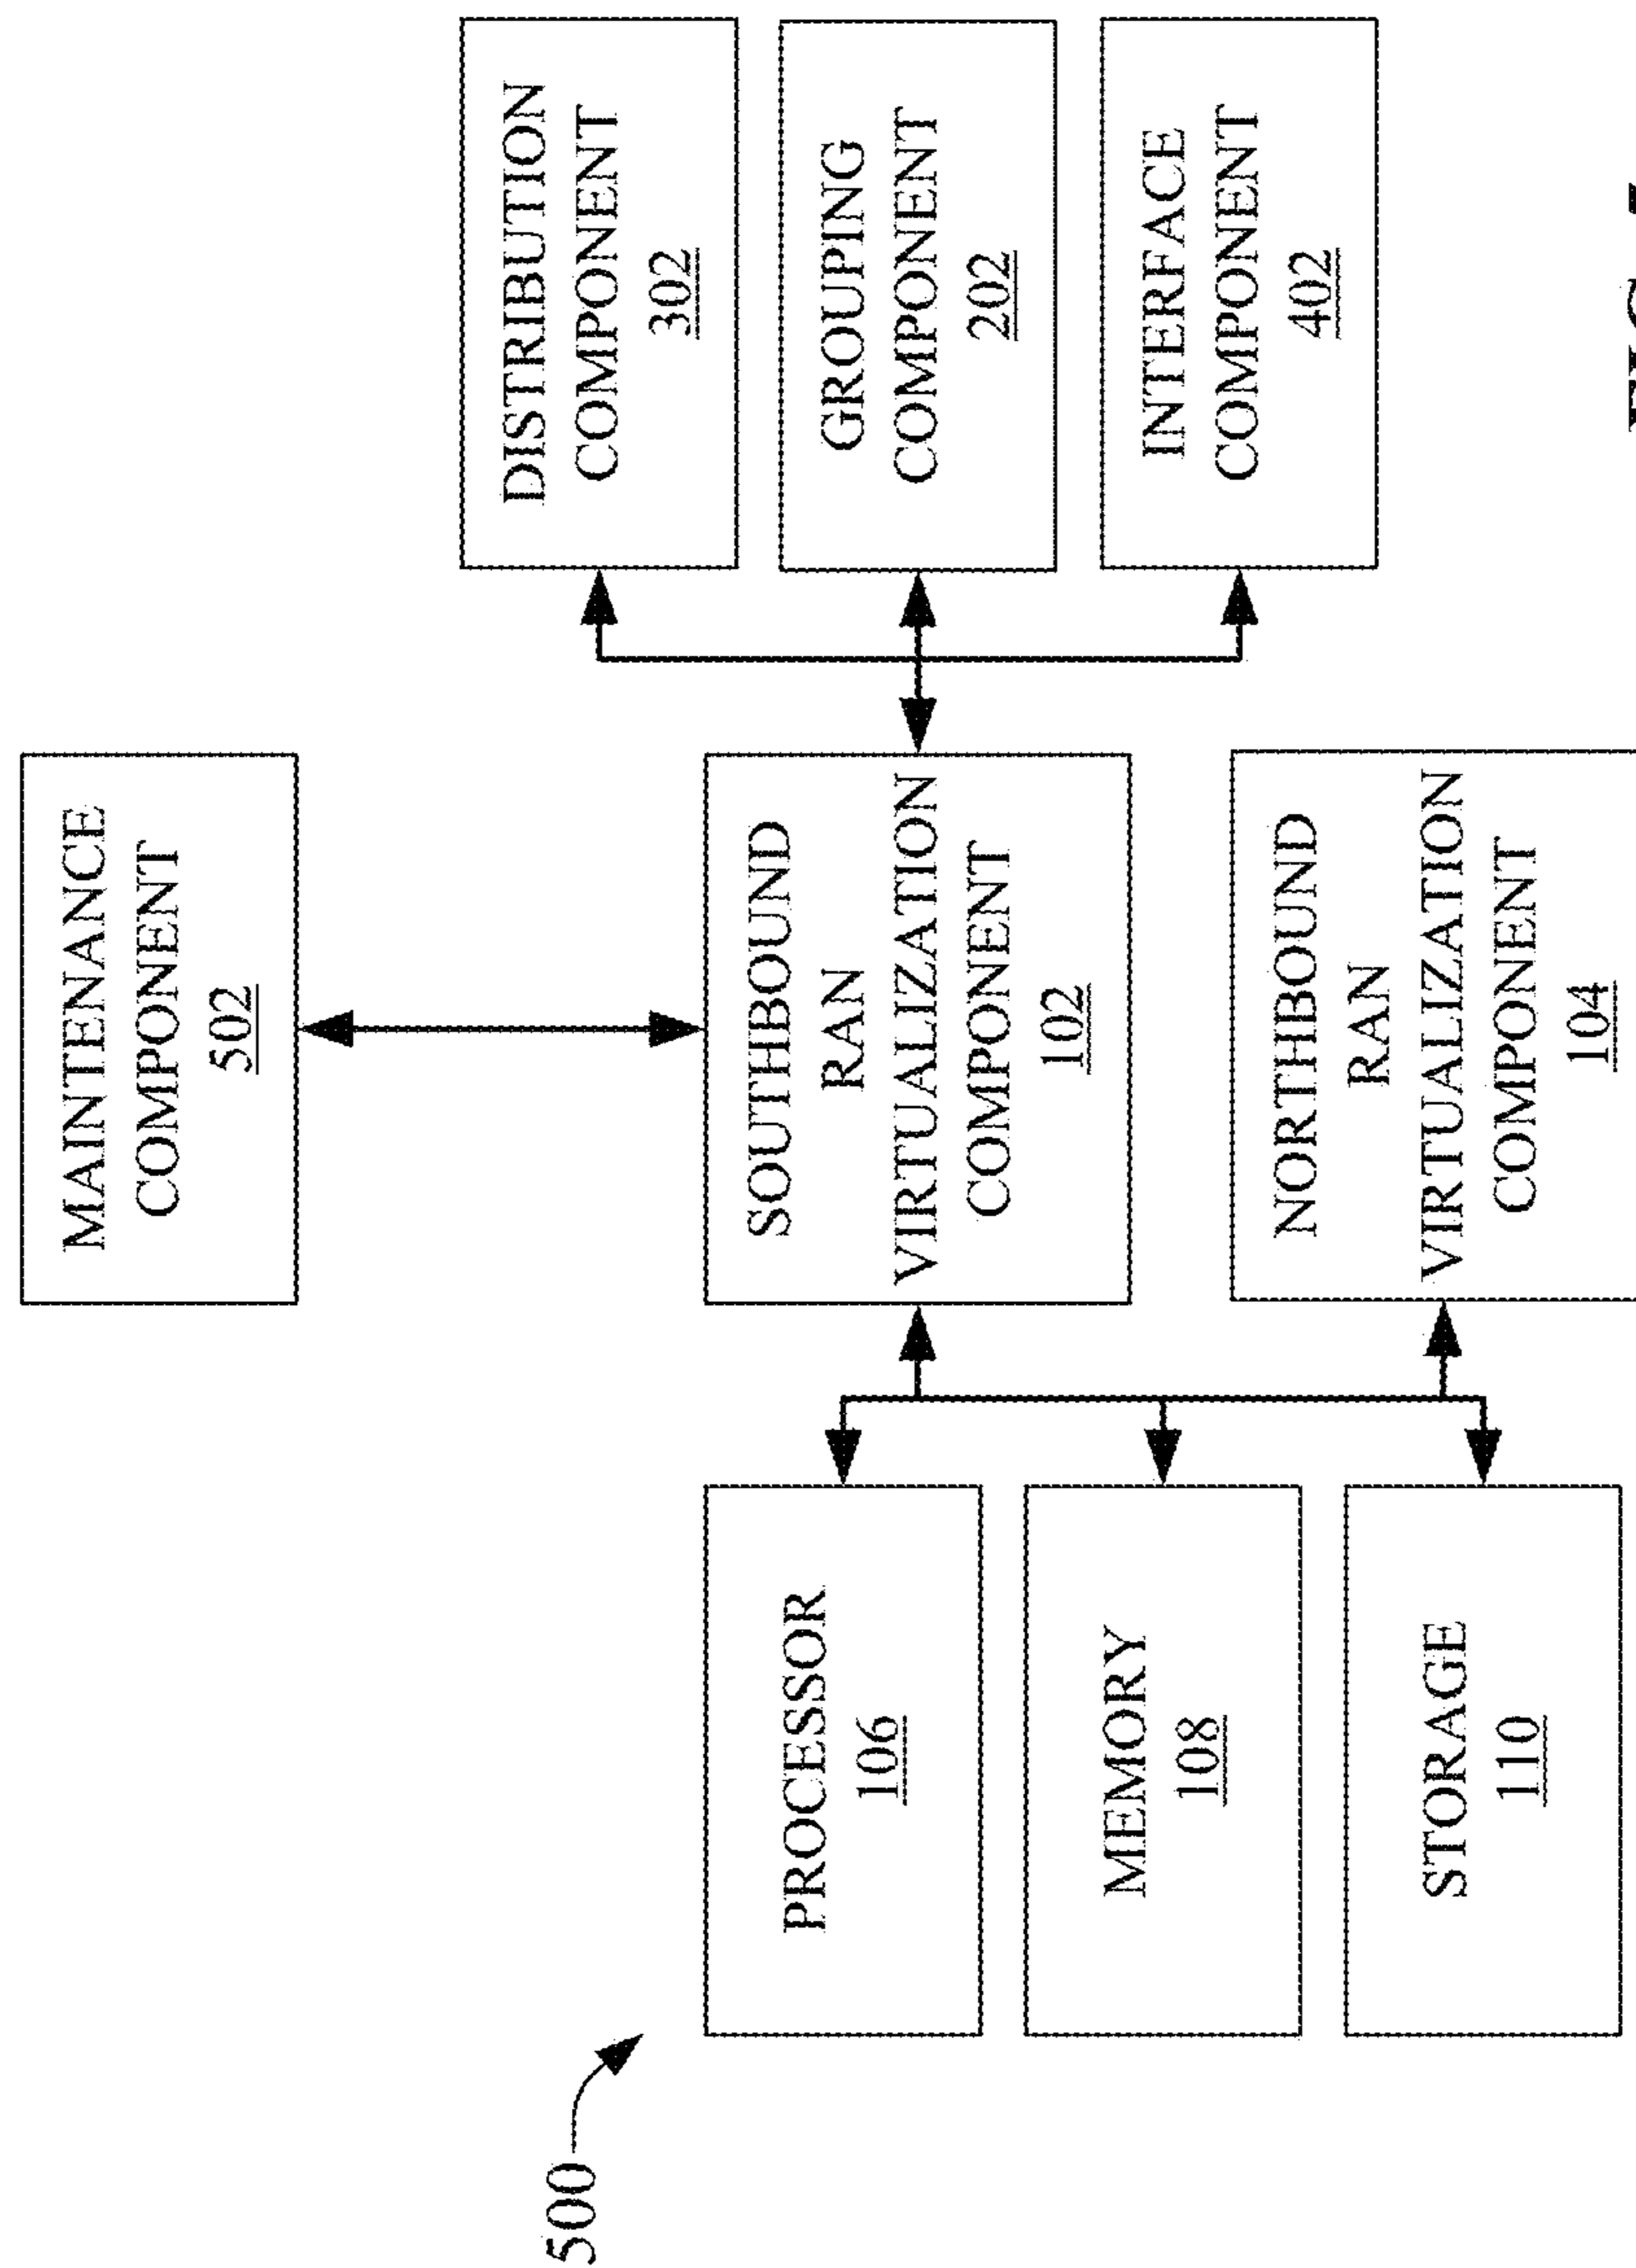 500
MAINTENANCE
COMPONENT
502
PROCESSOR
106
MEMORY
108
STORAGE
110
SOUTHBOUND
RAN
VIRTUALIZATION
COMPONENT
102
NORTHBOUND
RAN
VIRTUALIZATION
COMPONENT
104
DISTRIBUTION
COMPONENT
302
GROUPING
COMPONENT
202
INTERFACE
COMPONENT
402